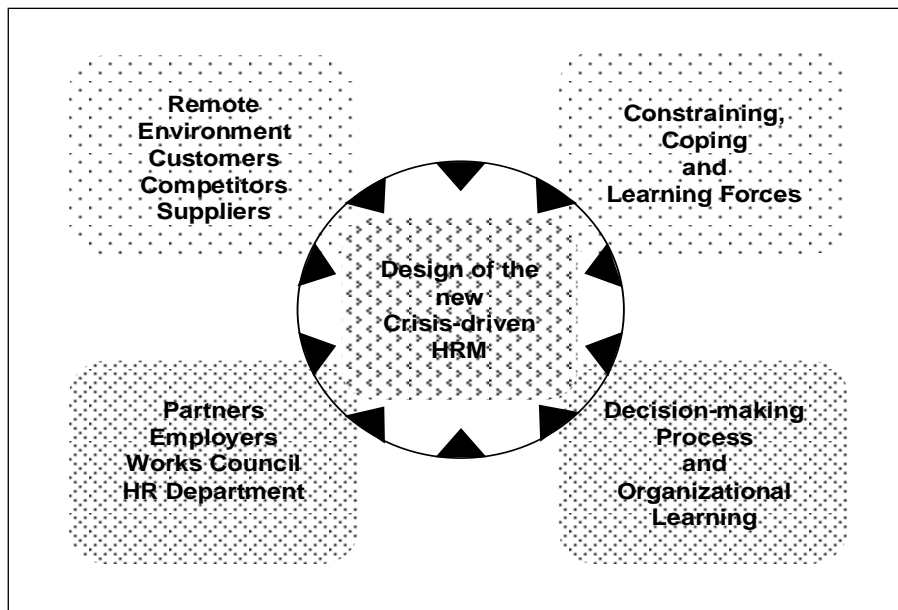 Remote
Environment
Customers
Competitors
Suppliers
Constraining,
Coping
and
Learning Forces
Design of the
new
Crisis-driven
HRM
Partners
Employers
Works Council
HR Department
Decision-making
Process
and
Organizational
Learning